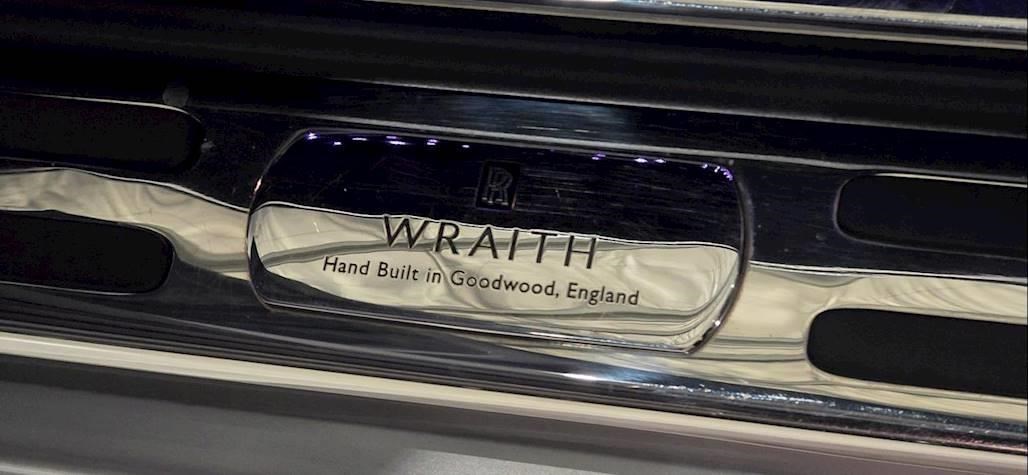 RR
WRAITH
Hand Built in Goodwood, England